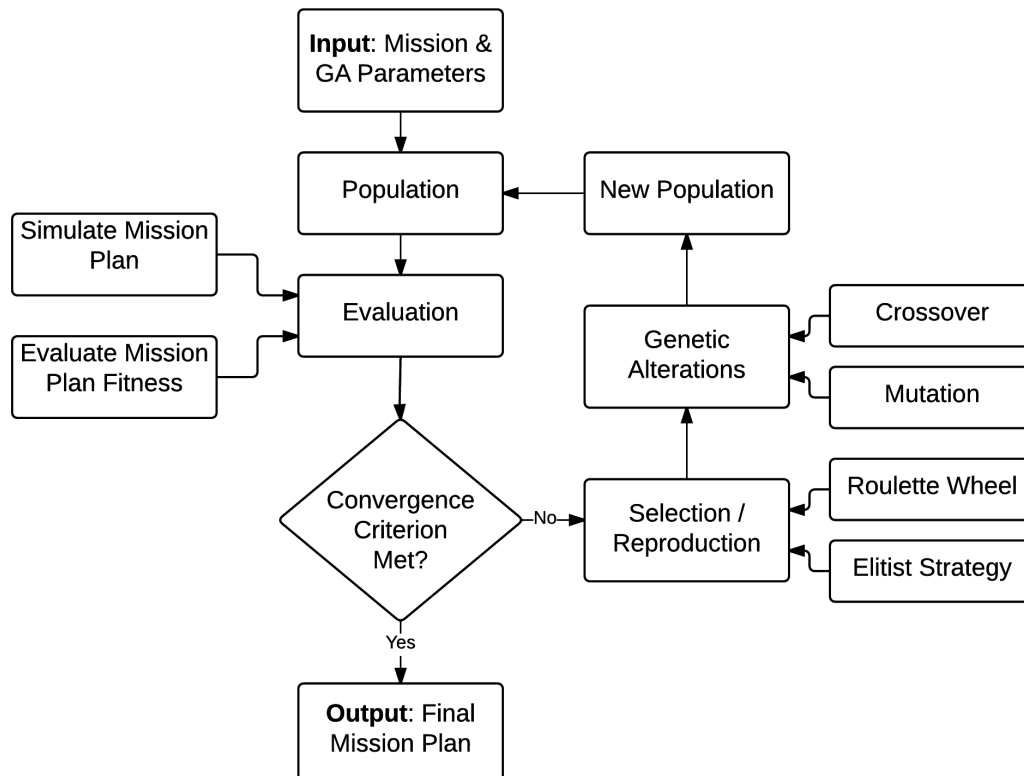 Input: Mission &
GA Parameters
Population
New Population
Simulate Mission
Plan
Evaluation
Crossover
Genetic
Alterations
Evaluate Mission
Plan Fitness
Mutation
Convergence
Criterion
Met?
No
Selection /
Reproduction
Roulette Wheel
Elitist Strategy
Yes
Output: Final
Mission Plan